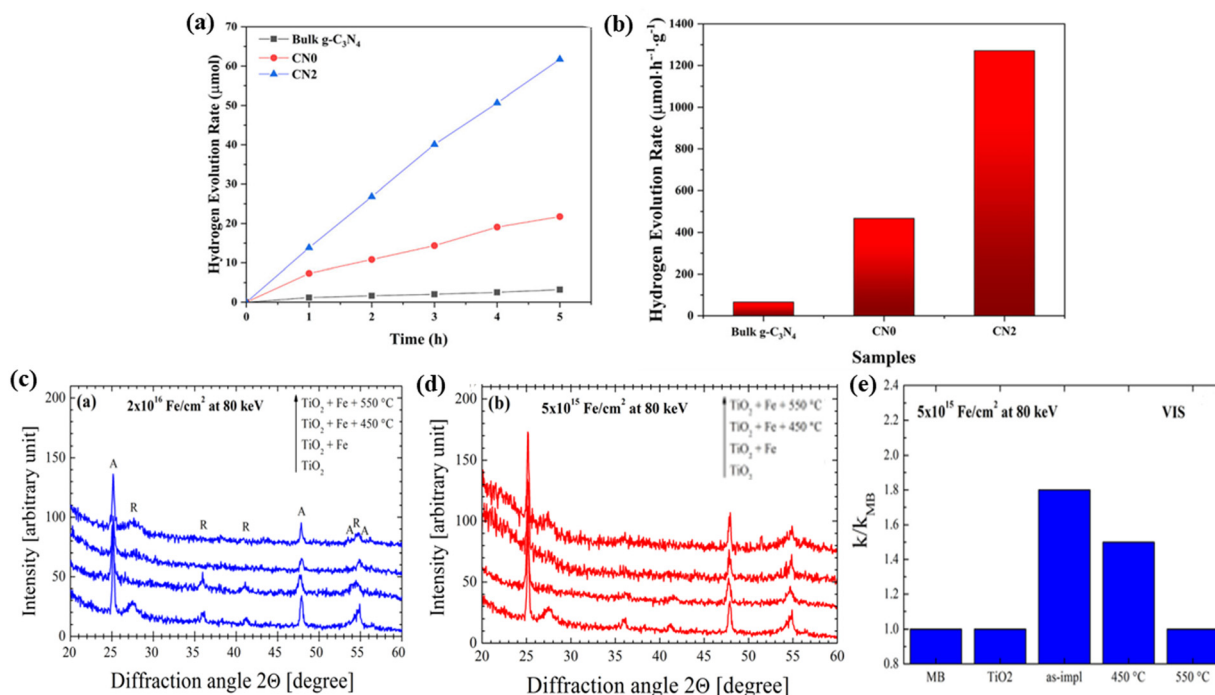 (a)
Hydrogen Evolution Rate (μmol)
70
60
50
40
30
20
10
0
Bulk g-C₃N₄
CN0
CN2
0 1 2 3 4 5
Time (h)
(b)
Hydrogen Evolution Rate (μmol·h⁻¹·g⁻¹)
1400
1200
1000
800
600
400
200
0
Bulk g-C₃N₄ CN0 CN2
Samples
(c)
Intensity [arbitrary unit]
200
150
100
50
0
(a) 2x10¹⁶ Fe/cm² at 80 keV
TiO₂ + Fe + 550 °C
TiO₂ + Fe + 450 °C
TiO₂ + Fe
TiO₂
A R R R A A R A
20 25 30 35 40 45 50 55 60
Diffraction angle 2Θ [degree]
(d)
Intensity [arbitrary unit]
200
150
100
50
0
(b) 5x10¹⁵ Fe/cm² at 80 keV
TiO₂ + Fe + 550 °C
TiO₂ + Fe + 450 °C
TiO₂ + Fe
TiO₂
20 25 30 35 40 45 50 55 60
Diffraction angle 2Θ [degree]
(e)
k/k_MB
2.4
2.2
2.0
1.8
1.6
1.4
1.2
1.0
0.8
5x10¹⁵ Fe/cm² at 80 keV VIS
MB TiO2 as-impl 450 °C 550 °C